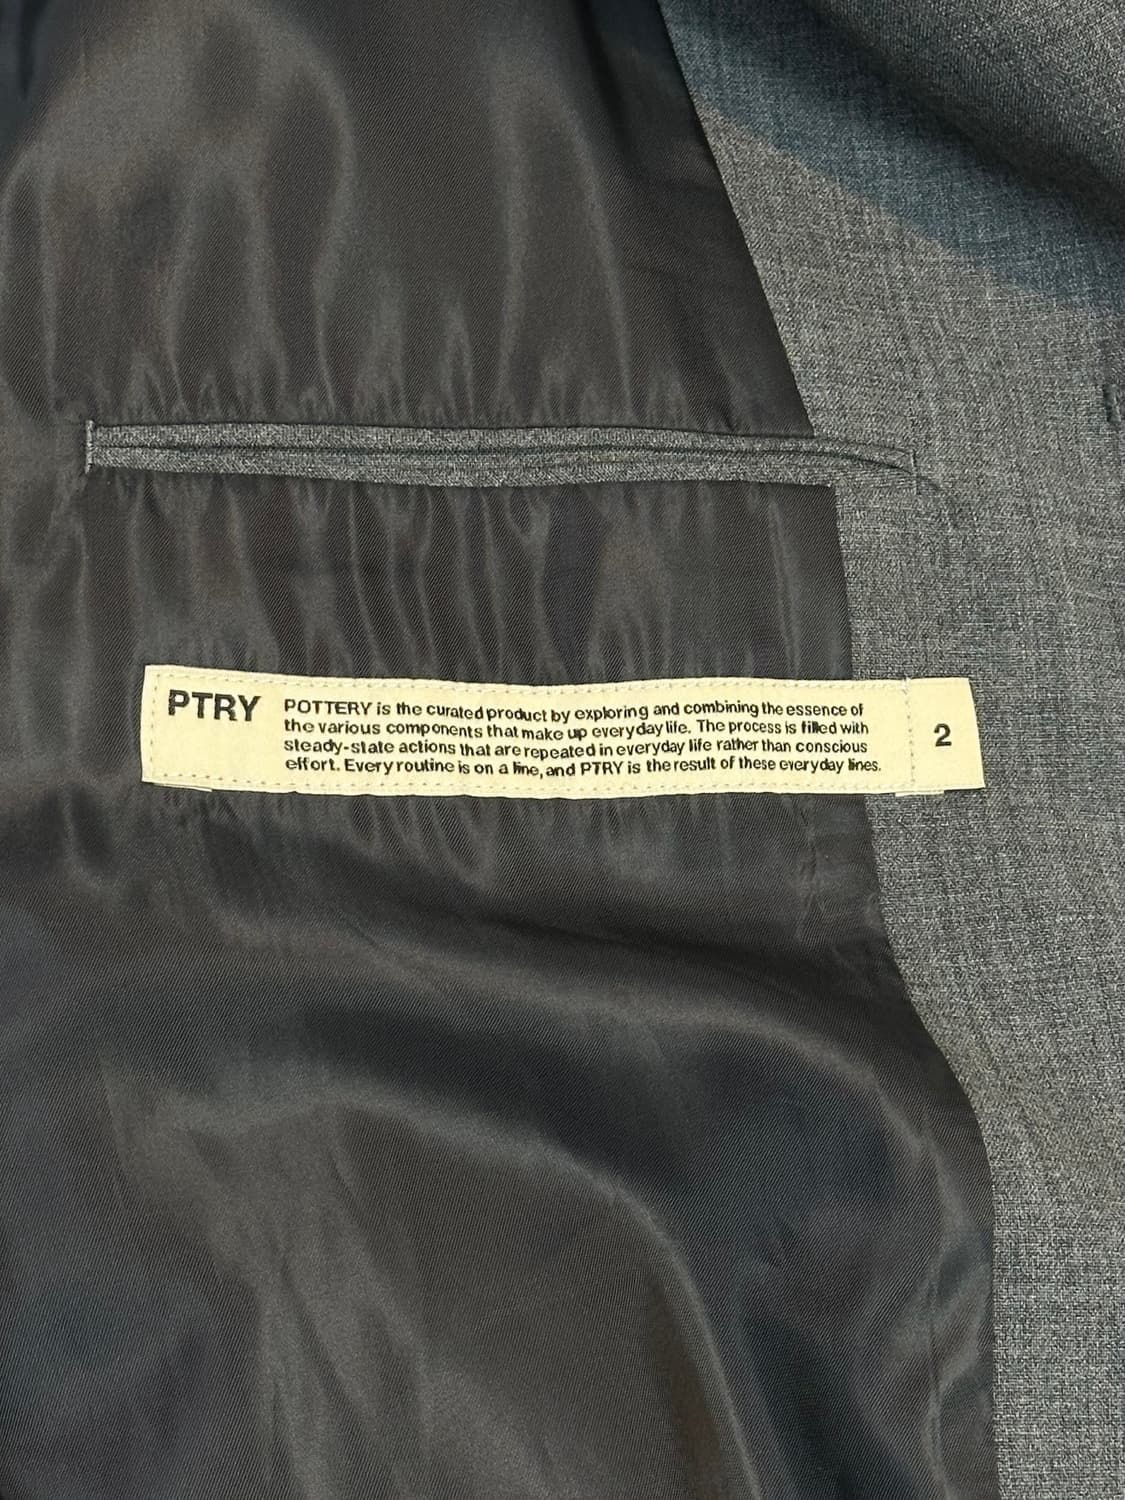 PTRY
POTTERY is the curated product by exploring and combining the essence of
the various components that make up everyday life. The process is filled with
steady-state actions that are repeated in everyday life rather than conscious
effort. Every routine is on a line, and PTRY is the result of these everyday lines.
2